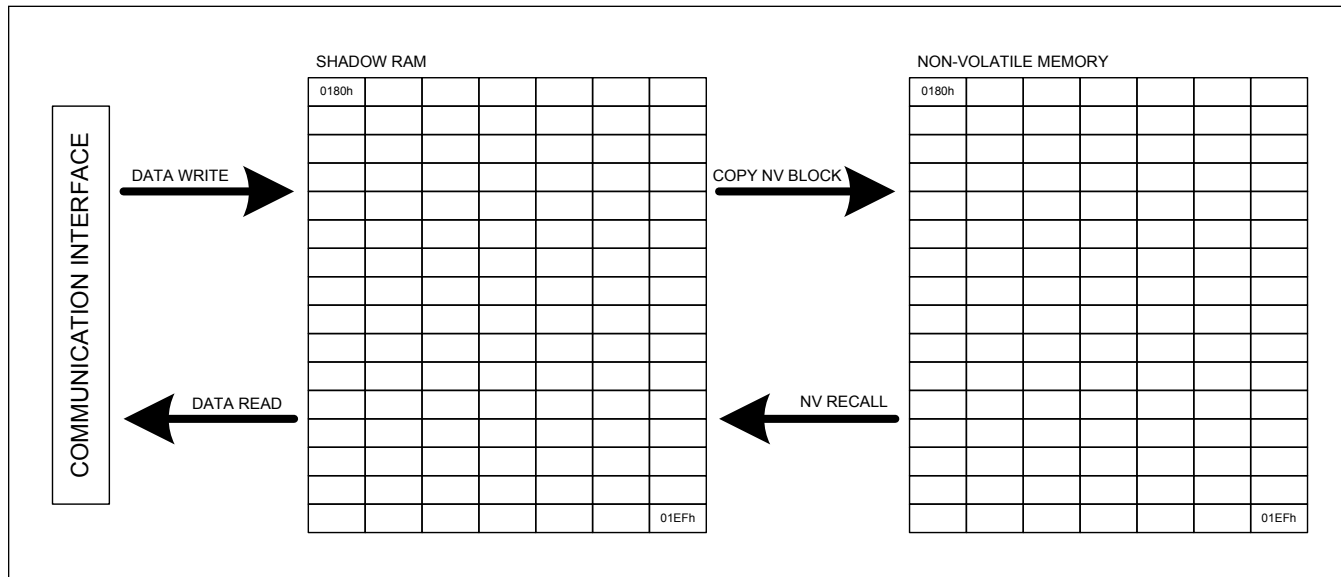 SHADOW RAM
NON-VOLATILE MEMORY
0180h
0180h
COMMUNICATION INTERFACE
DATA WRITE
COPY NV BLOCK
DATA READ
NV RECALL
01EFh
01EFh